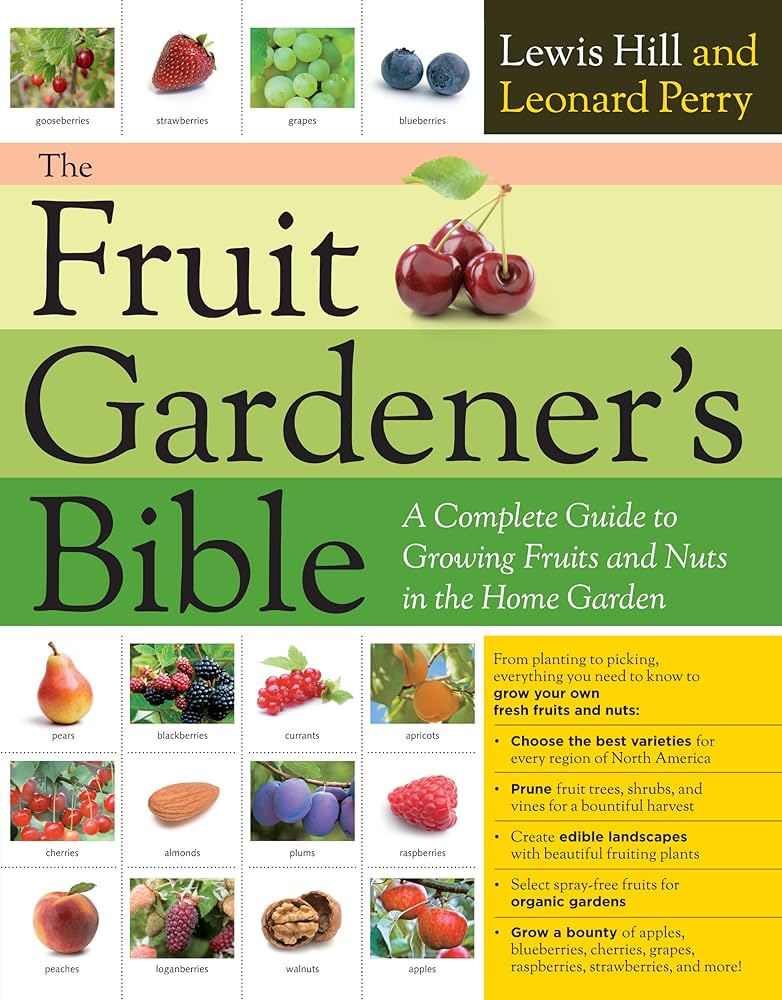 gooseberries
strawberries
grapes
blueberries
Lewis Hill and
Leonard Perry
The
Fruit
Gardener's
Bible
A Complete Guide to
Growing Fruits and Nuts
in the Home Garden
pears
blackberries
currants
apricots
cherries
almonds
plums
raspberries
peaches
loganberries
walnuts
apples
From planting to picking,
everything you need to know to
grow your own
fresh fruits and nuts:
• Choose the best varieties for
every region of North America
• Prune fruit trees, shrubs, and
vines for a bountiful harvest
• Create edible landscapes
with beautiful fruiting plants
• Select spray-free fruits for
organic gardens
• Grow a bounty of apples,
blueberries, cherries, grapes,
raspberries, strawberries, and more!